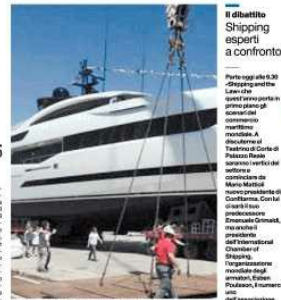 Il dibattito
Shipping
esperti
a confronto
Parte oggi alle 9.30
«Shipping and the
Law» che
quest'anno porta in
primo piano gli
scenari del
commercio
marittimo
mondiale. A
discuterne al
Teatrino di Corte di
Palazzo Reale
saranno i vertici del
settore a
cominciare da
Mario Mattioli
nuovo presidente di
Confitarma. Con lui
ci sarà il suo
predecessore
Emanuele Grimaldi,
ma anche il
presidente
dell'International
Chamber of
Shipping,
l'organizzazione
mondiale degli
armatori, Esben
Poulsson, il numero
uno
dell'associazione